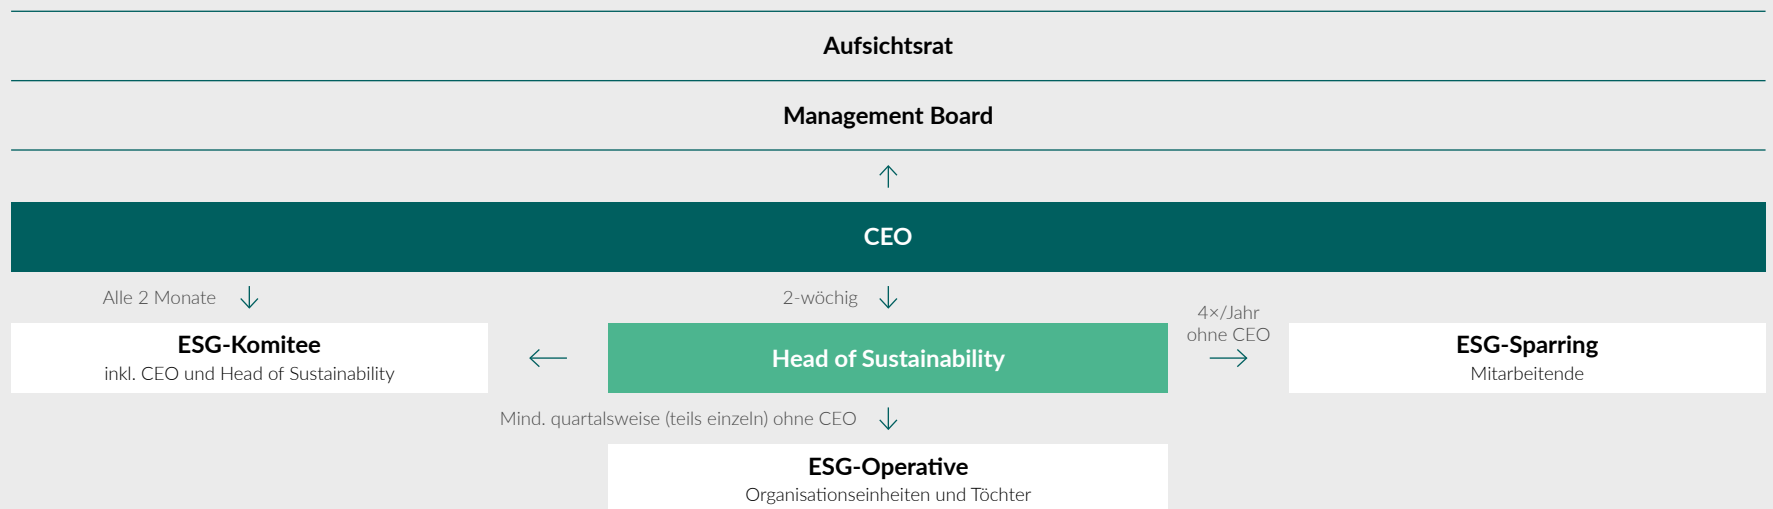 Aufsichtsrat
Management Board
CEO
Alle 2 Monate
2-wöchig
4×/Jahr
ohne CEO
ESG-Komitee
inkl. CEO und Head of Sustainability
Head of Sustainability
ESG-Sparring
Mitarbeitende
Mind. quartalsweise (teils einzeln) ohne CEO
ESG-Operative
Organisationseinheiten und Töchter